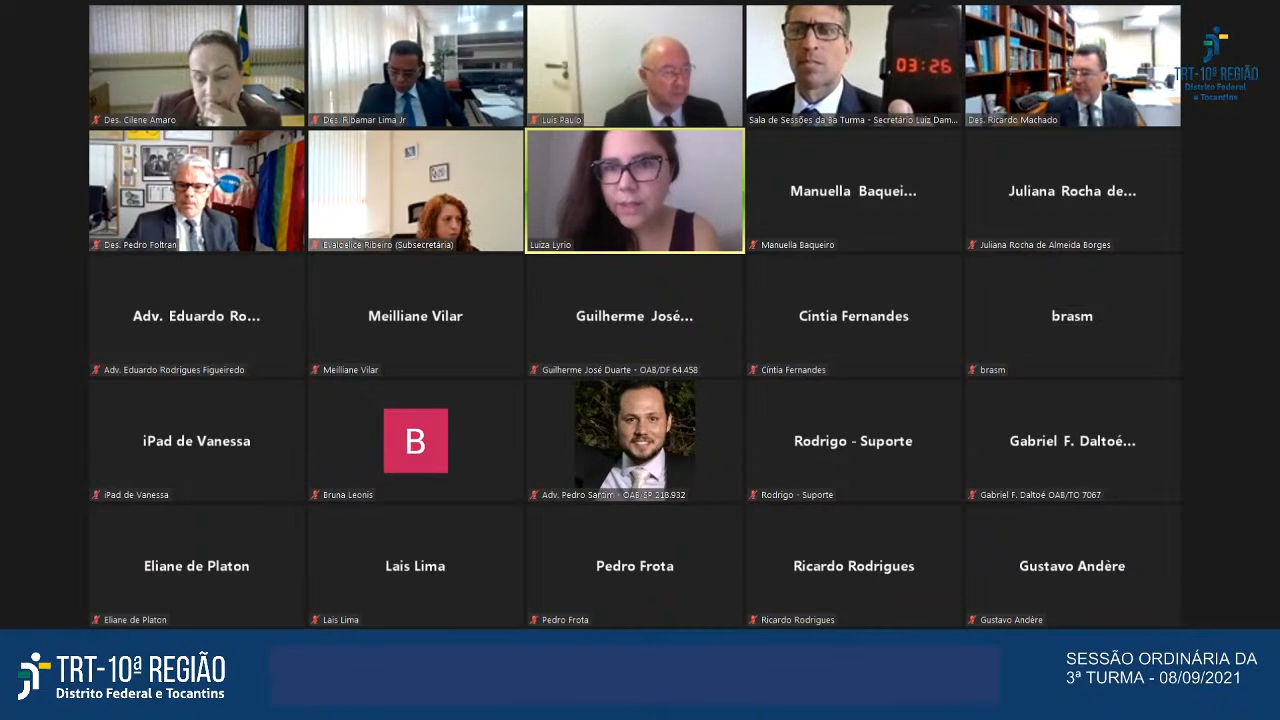 TRT-10ª REGIÃO
Distrito Federal
e Tocantins
03:26
Des. Cilene Amaro
Des. Ribamar Lima Jr
Luis Paulo
Sala de Sessões da 3a Turma - Secretário Luiz Dam...
Des. Ricardo Machado
Manuella Baquei...
Juliana Rocha de...
Des. Pedro Foltran
Evaldelice Ribeiro (Subsecretária)
Luiza Lyrio
Manuella Baqueiro
Juliana Rocha de Almeida Borges
Adv. Eduardo Ro...
Meilliane Vilar
Guilherme José...
Cíntia Fernandes
brasm
Adv. Eduardo Rodrigues Figueiredo
Meilliane Vilar
Guilherme José Duarte - OAB/DF 64.458
Cíntia Fernandes
brasm
iPad de Vanessa
B
Rodrigo - Suporte
Gabriel F. Daltoé...
iPad de Vanessa
Bruna Leonis
Adv. Pedro Santim - OAB/SP 218.932
Rodrigo - Suporte
Gabriel F. Daltoé OAB/TO 7067
Eliane de Platon
Lais Lima
Pedro Frota
Ricardo Rodrigues
Gustavo Andère
Eliane de Platon
Lais Lima
Pedro Frota
Ricardo Rodrigues
Gustavo Andère
TRT-10ª REGIÃO
Distrito Federal e Tocantins
SESSÃO ORDINÁRIA DA
3ª TURMA - 08/09/2021